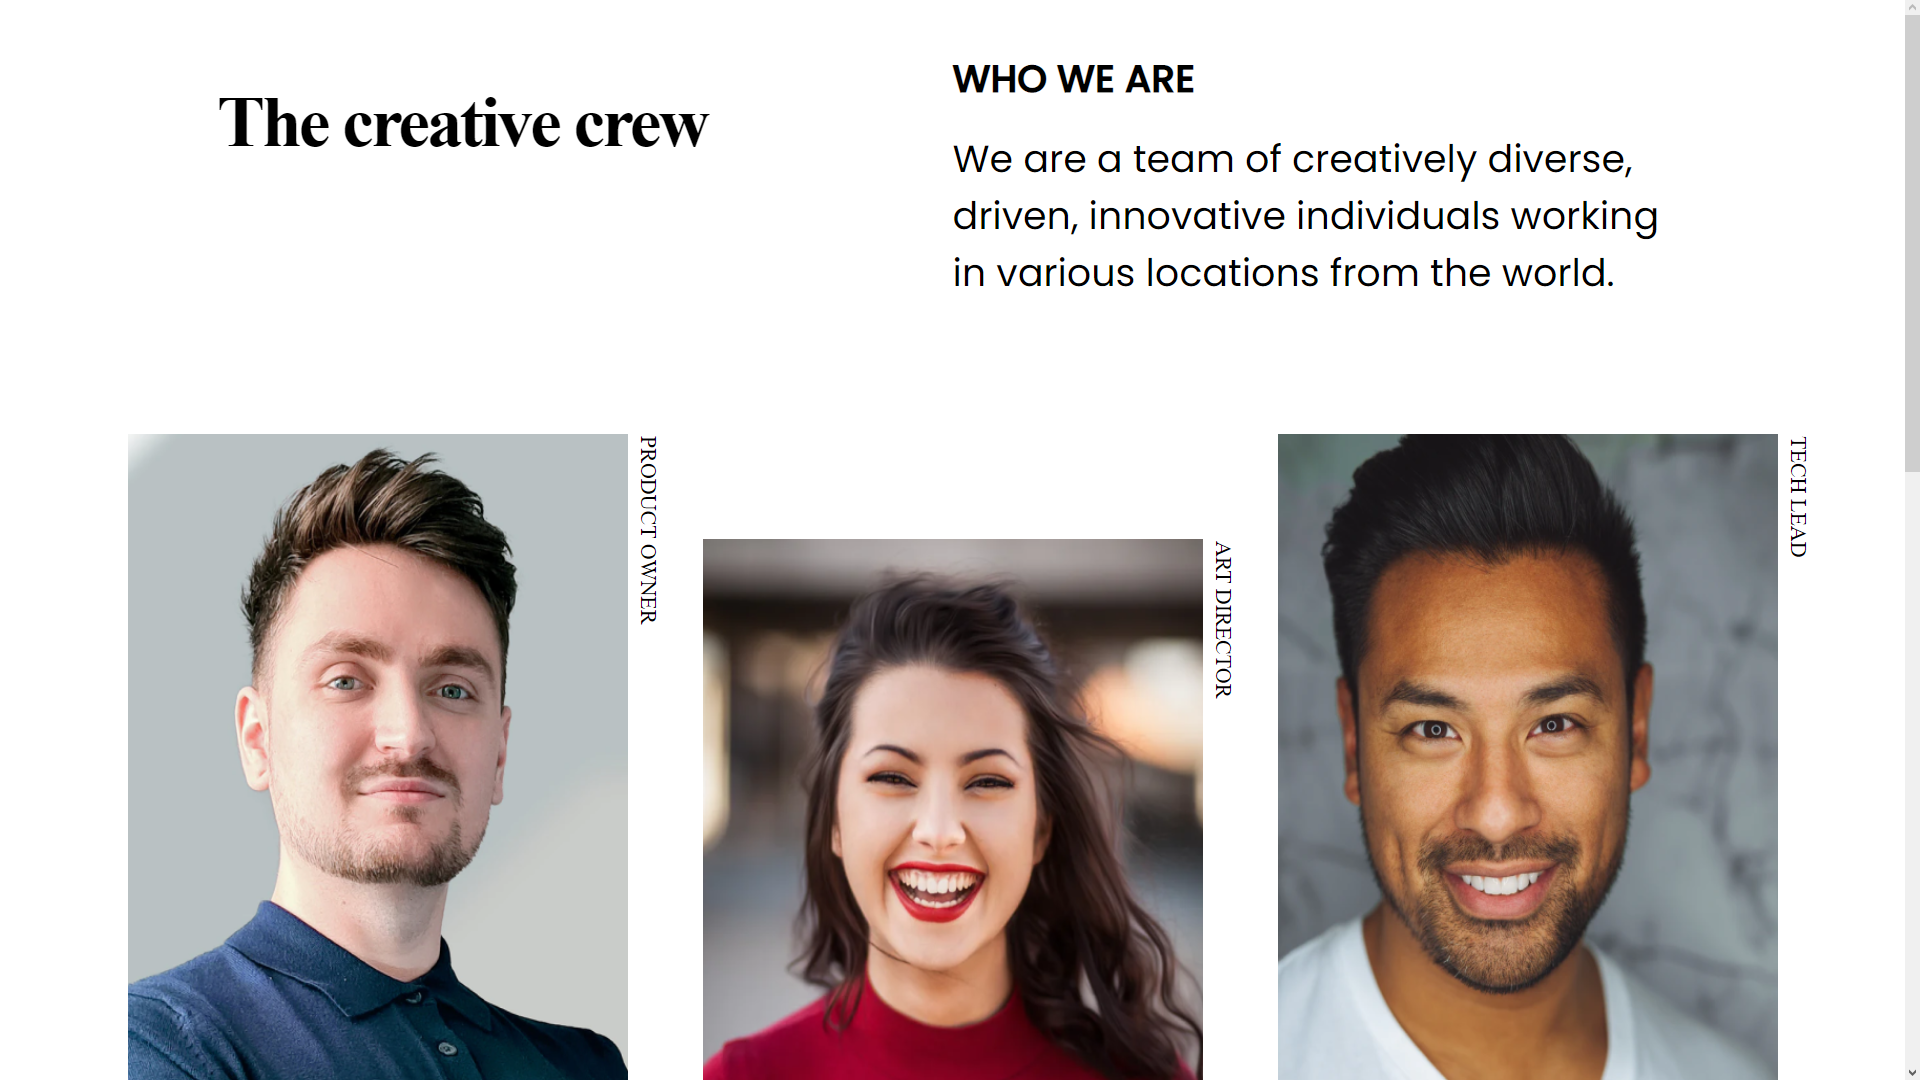 The creative crew
WHO WE ARE
We are a team of creatively diverse,
driven, innovative individuals working
in various locations from the world.
PRODUCT OWNER
ART DIRECTOR
TECH LEAD